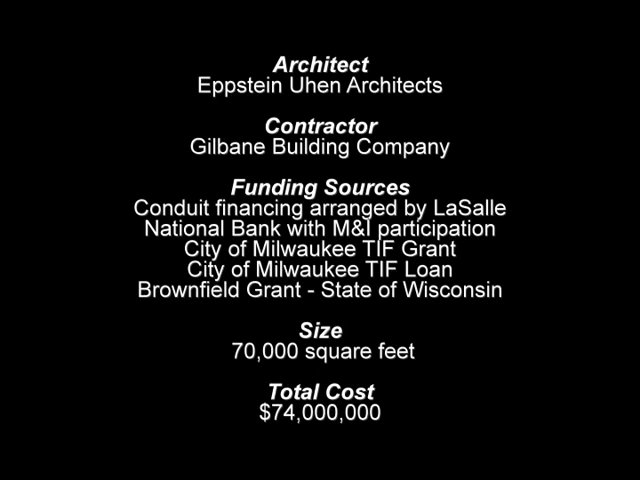 Architect
Eppstein Uhen Architects
Contractor
Gilbane Building Company
Funding Sources
Conduit financing arranged by LaSalle
National Bank with M&I participation
City of Milwaukee TIF Grant
City of Milwaukee TIF Loan
Brownfield Grant - State of Wisconsin
Size
70,000 square feet
Total Cost
$74,000,000